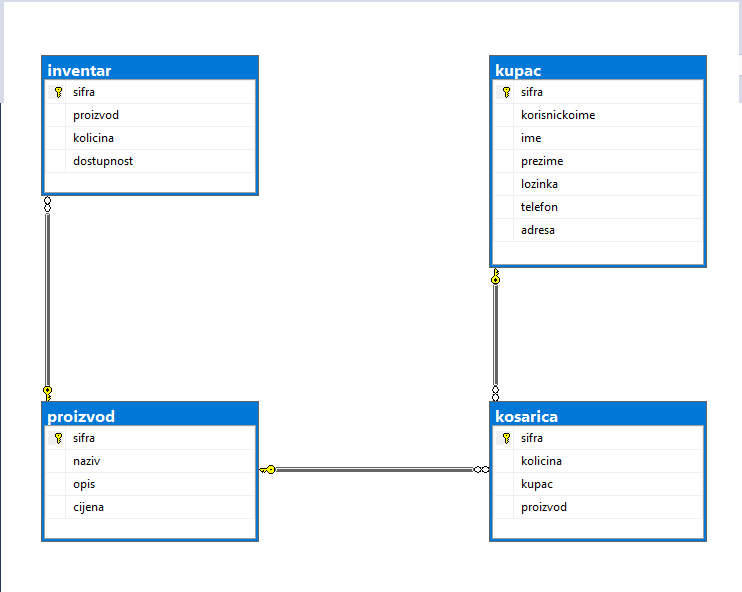 inventar
sifra
proizvod
kolicina
dostupnost
kupac
sifra
korisnickoime
ime
prezime
lozinka
telefon
adresa
proizvod
sifra
naziv
opis
cijena
kosarica
sifra
kolicina
kupac
proizvod